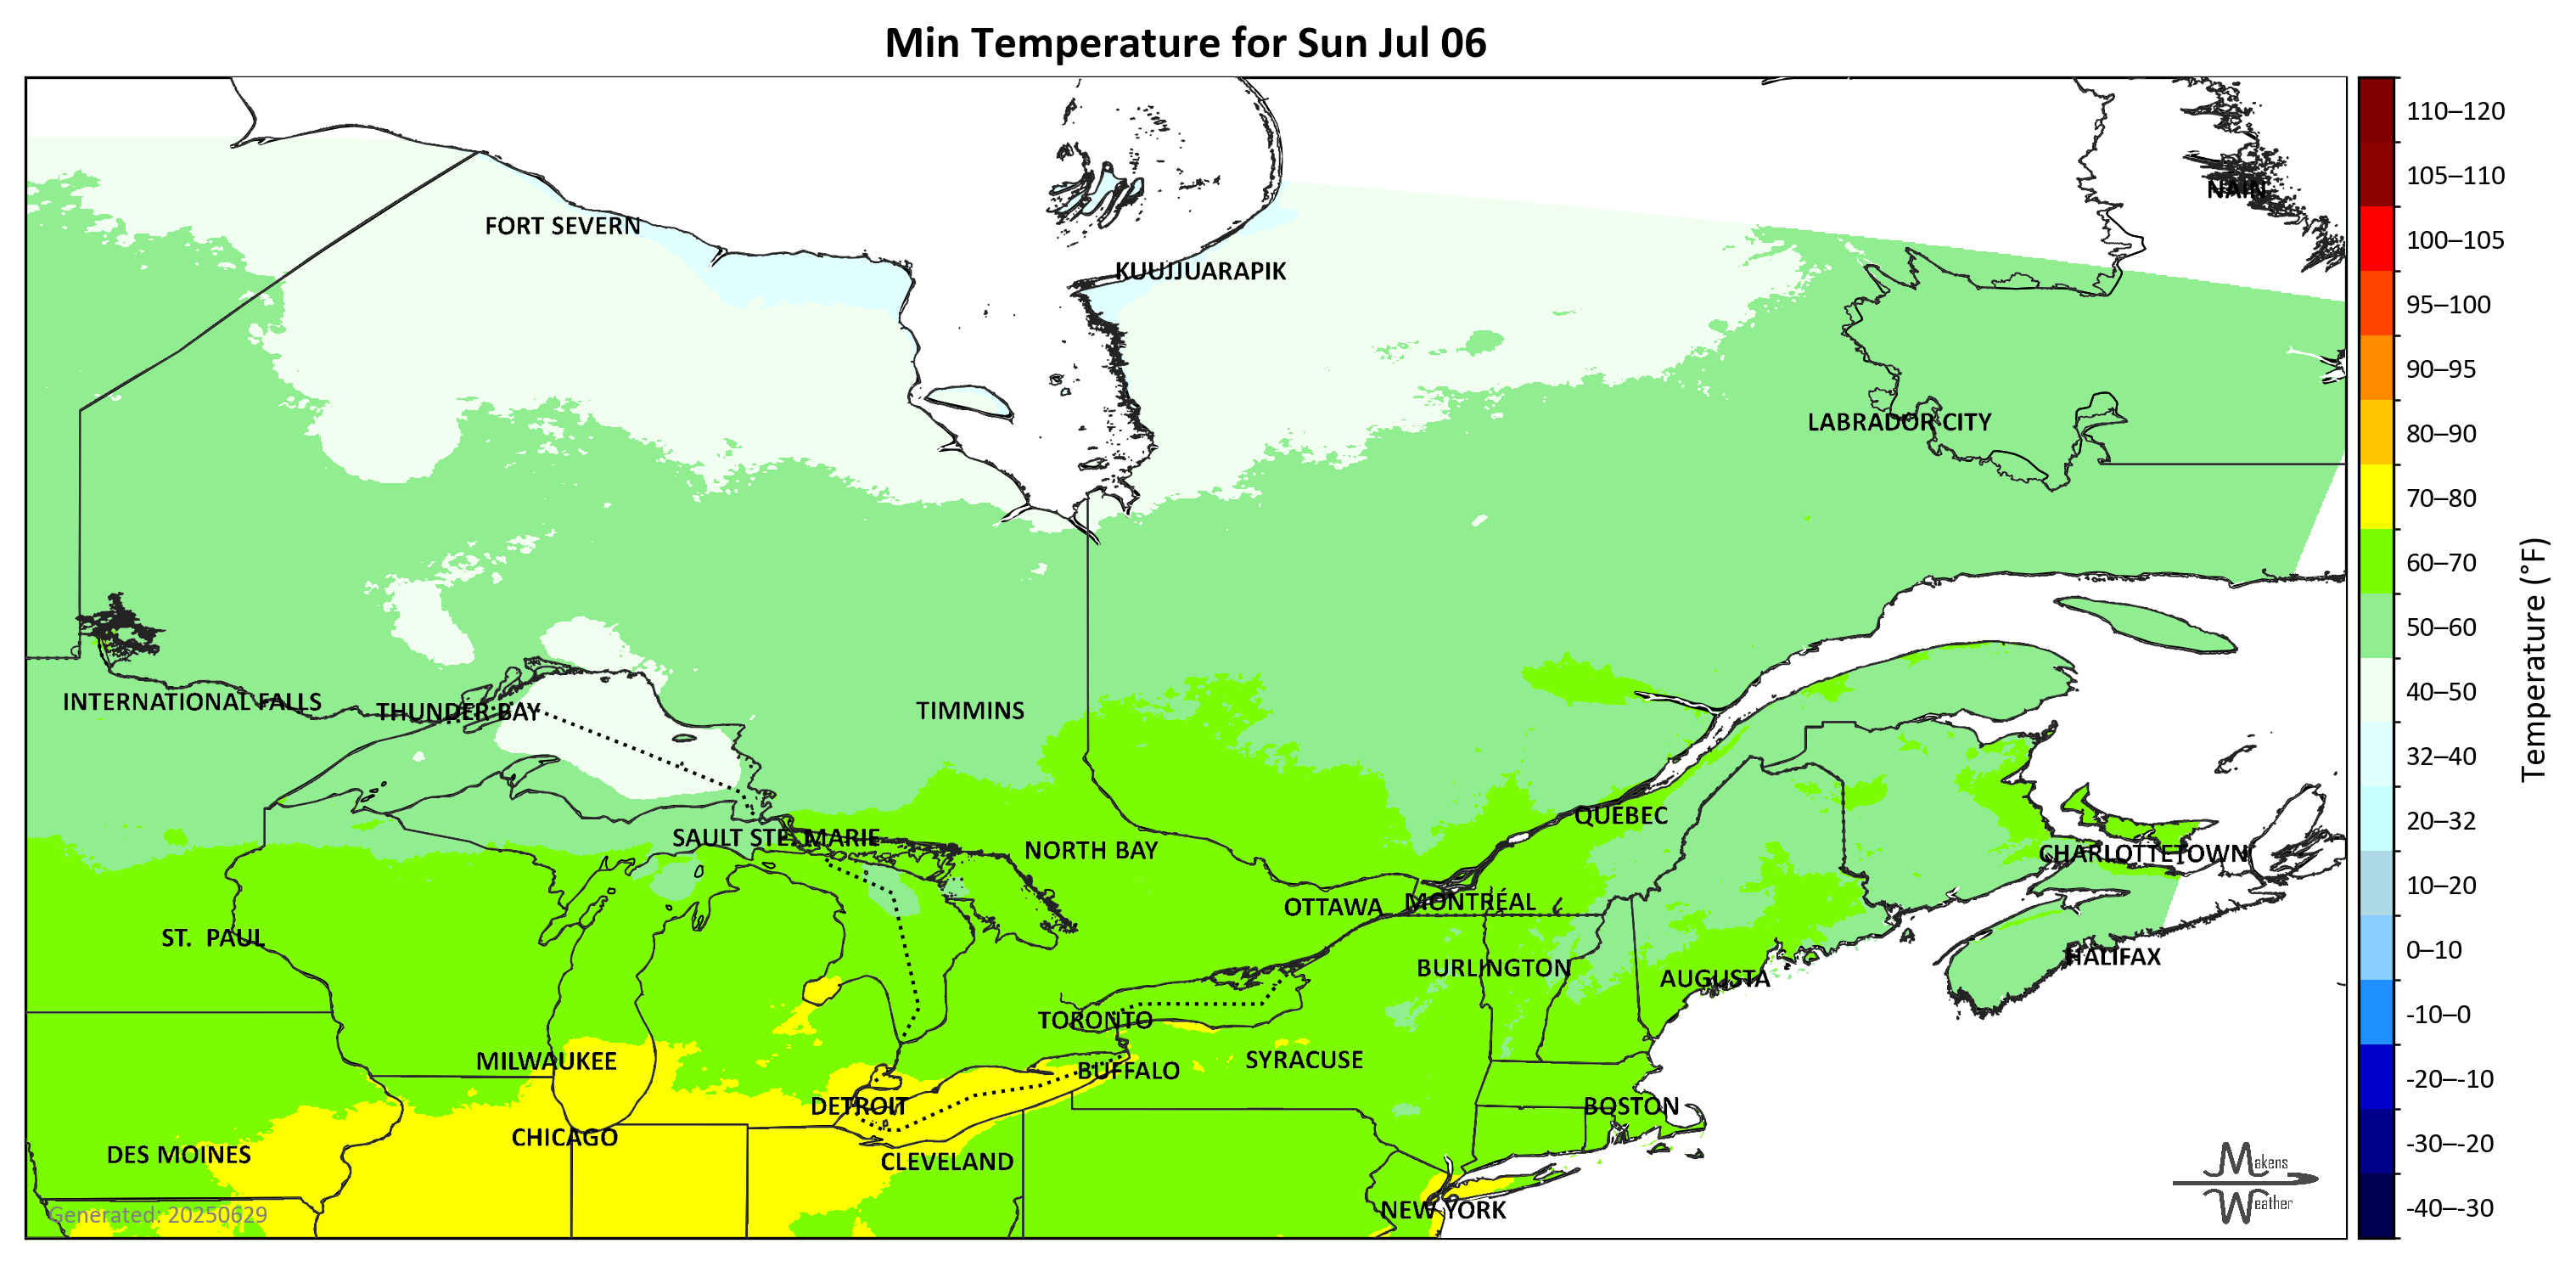 Min Temperature for Sun Jul 06
NAIN
FORT SEVERN
KUUJJUARAPIK
LABRADOR CITY
INTERNATIONAL FALLS
THUNDER BAY
TIMMINS
QUÉBEC
SAULT STE. MARIE
NORTH BAY
CHARLOTTETOWN
OTTAWA
MONTRÉAL
ST. PAUL
HALIFAX
BURLINGTON
AUGUSTA
TORONTO
MILWAUKEE
SYRACUSE
BUFFALO
DETROIT
BOSTON
CHICAGO
DES MOINES
CLEVELAND
NEW YORK
Generated: 20250629
Makens
Weather
110–120
105–110
100–105
95–100
90–95
80–90
70–80
60–70
50–60
40–50
32–40
20–32
10–20
0–10
-10–0
-20–-10
-30–-20
-40–-30
Temperature (°F)